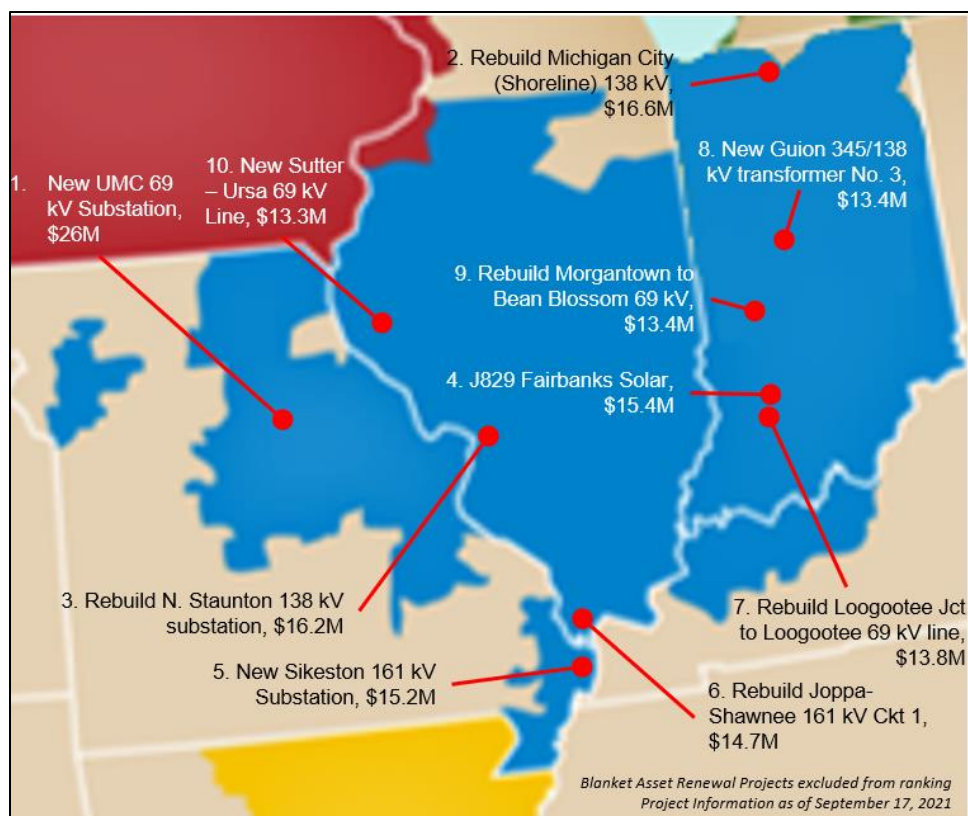 2. Rebuild Michigan City
(Shoreline) 138 kV,
$16.6M
8. New Guion 345/138
kV transformer No. 3,
$13.4M
10. New Sutter
– Ursa 69 kV
Line, $13.3M
1. New UMC 69
kV Substation,
$26M
9. Rebuild Morgantown to
Bean Blossom 69 kV,
$13.4M
4. J829 Fairbanks Solar,
$15.4M
3. Rebuild N. Staunton 138 kV
substation, $16.2M
7. Rebuild Loogootee Jct
to Loogootee 69 kV line,
$13.8M
5. New Sikeston 161 kV
Substation, $15.2M
6. Rebuild Joppa-
Shawnee 161 kV Ckt 1,
$14.7M
Blanket Asset Renewal Projects excluded from ranking
Project Information as of September 17, 2021